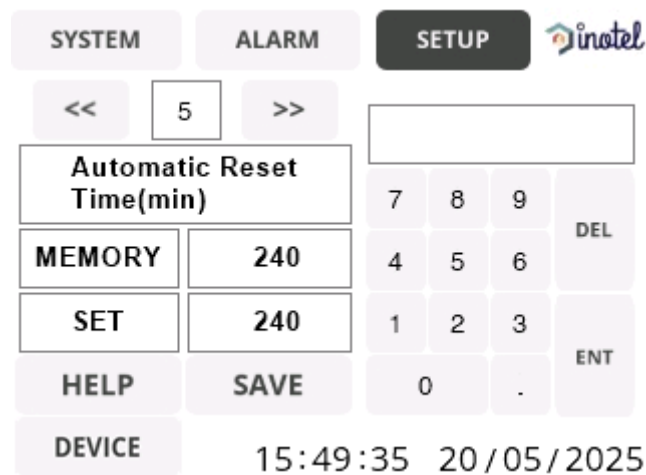 SYSTEM ALARM SETUP inotel
<< 5 >>
Automatic Reset
Time(min)
MEMORY 240
SET 240
HELP SAVE
DEVICE
7 8 9 DEL
4 5 6
1 2 3 ENT
0 .
15:49:35 20/05/2025